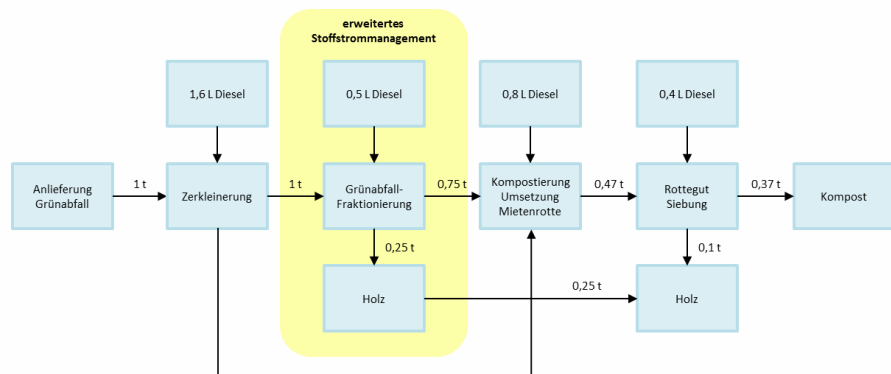 erweitertes
Stoffstrommanagement
1,6 L Diesel
0,5 L Diesel
0,8 L Diesel
0,4 L Diesel
Anlieferung
Grünabfall
1 t
Zerkleinerung
1 t
Grünabfall-
Fraktionierung
0,75 t
Kompostierung
Umsetzung
Mietenrotte
0,47 t
Rottegut
Siebung
0,37 t
Kompost
0,25 t
0,1 t
Holz
0,25 t
Holz